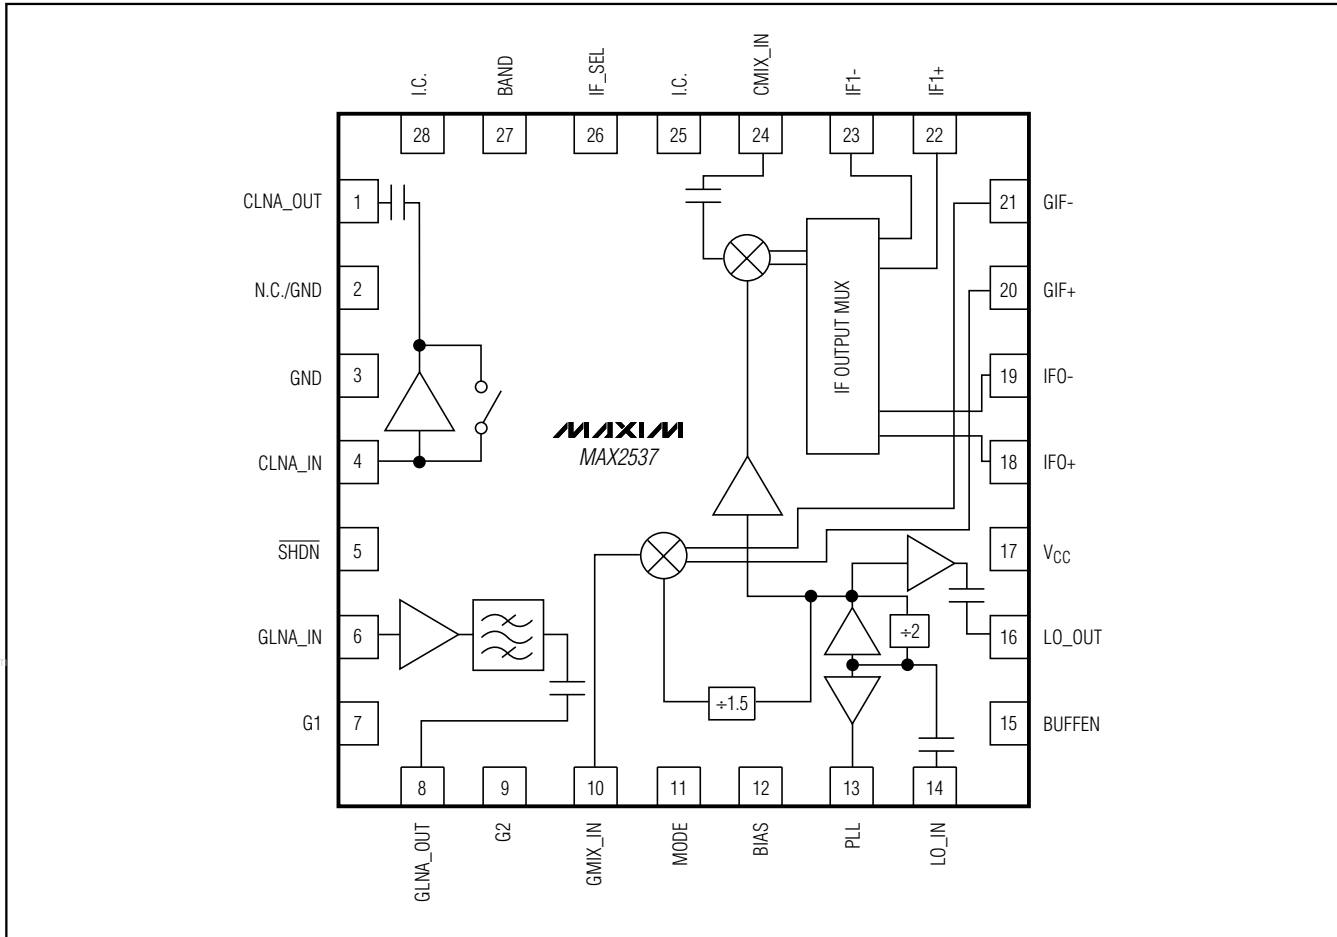 I.C.
BAND
IF_SEL
I.C.
CMIX_IN
IF1-
IF1+
28
27
26
25
24
23
22
CLNA_OUT
1
21
GIF-
N.C./GND
2
20
GIF+
IF OUTPUT MUX
GND
3
19
IFO-
MAXIM
MAX2537
CLNA_IN
4
18
IFO+
SHDN
5
17
VCC
GLNA_IN
6
÷2
16
LO_OUT
G1
7
÷1.5
15
BUFFEN
8
9
10
11
12
13
14
GLNA_OUT
G2
GMIX_IN
MODE
BIAS
PLL
LO_IN